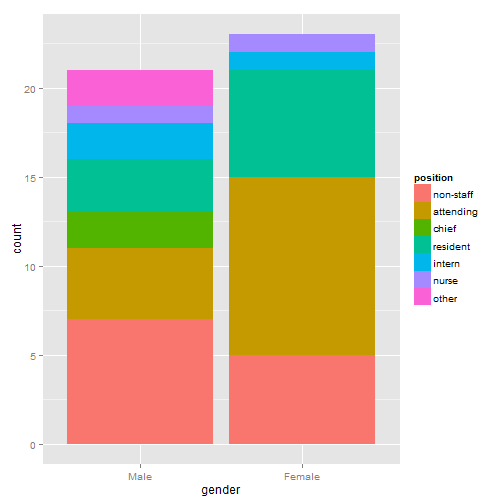 count
20
15
10
5
0
Male
Female
gender
position
non-staff
attending
chief
resident
intern
nurse
other